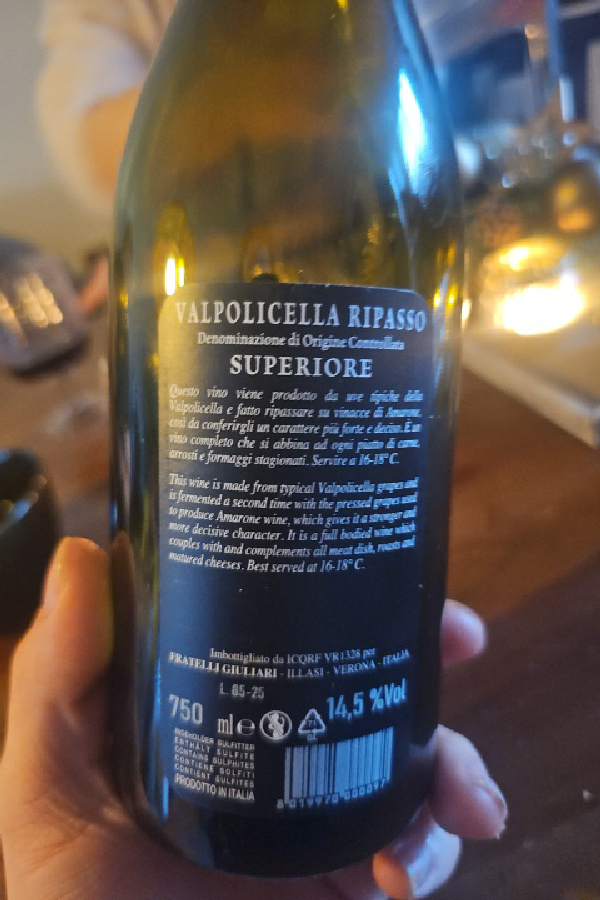 VALPOLICELLA RIPASSO
Denominazione di Origine Controllata
SUPERIORE
Questo vino viene prodotto da uve tipiche della
Valpolicella e fatto ripassare su vinacce di Amarone,
così da conferirgli un carattere più forte e deciso. È un
vino completo che si abbina ad ogni piatto di carne,
arrosti e formaggi stagionati. Servire a 16-18° C.
This wine is made from typical Valpolicella grapes and
is fermented a second time with the pressed grapes used
to produce Amarone wine, which gives it a stronger and
more decisive character. It is a full bodied wine which
couples with and complements all meat dish, roasts and
matured cheeses. Best served at 16-18° C.
Imbottigliato da ICQRF VR1328 per
FRATELLI GIULIARI - ILLASI - VERONA - ITALIA
L 05-25
750 ml e 14,5 %Vol
INDEHOLDER SULFITTER
ENTHÄLT SULFITE
CONTAINS SULPHITES
CONTIENE SOLFITI
CONTIENT SULFITES
PRODOTTO IN ITALIA